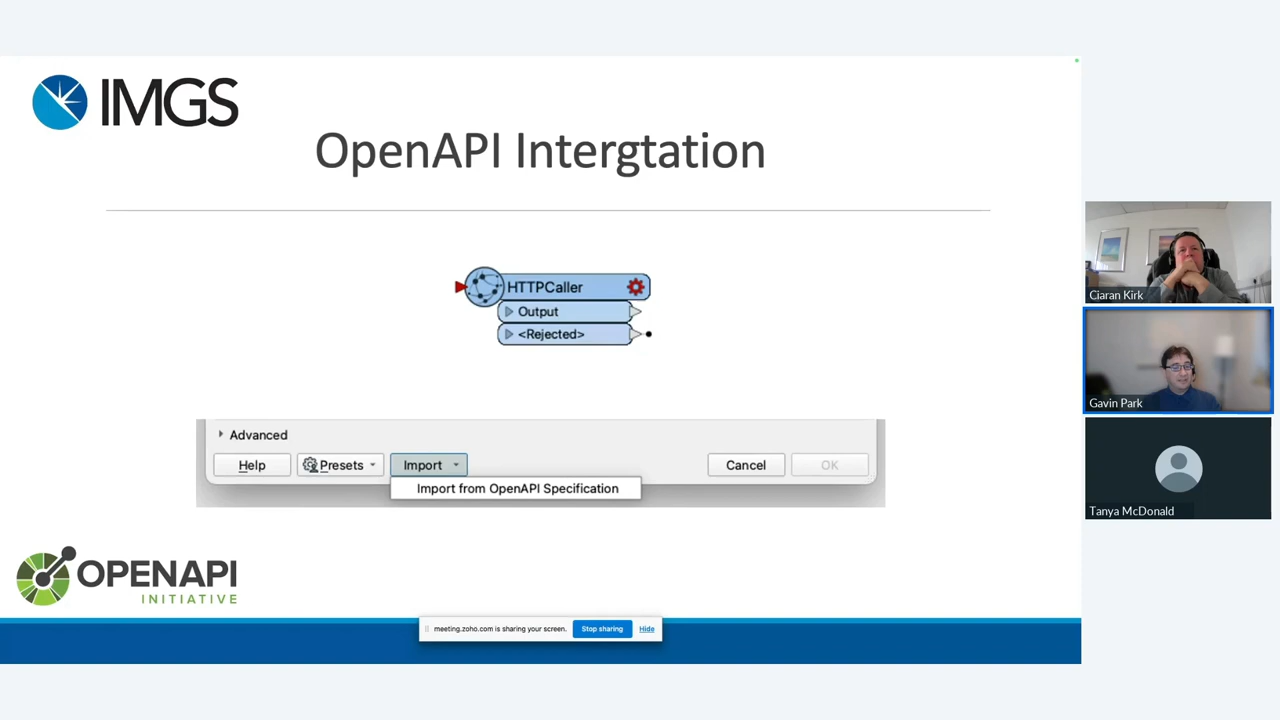 IMGS
OpenAPI Intergtation
HTTPCaller
Output
<Rejected>
Advanced
Help
Presets
Import
Cancel
OK
Import from OpenAPI Specification
OPENAPI
INITIATIVE
meeting.zoho.com is sharing your screen.
Stop sharing
Hide
Ciaran Kirk
Gavin Park
Tanya McDonald